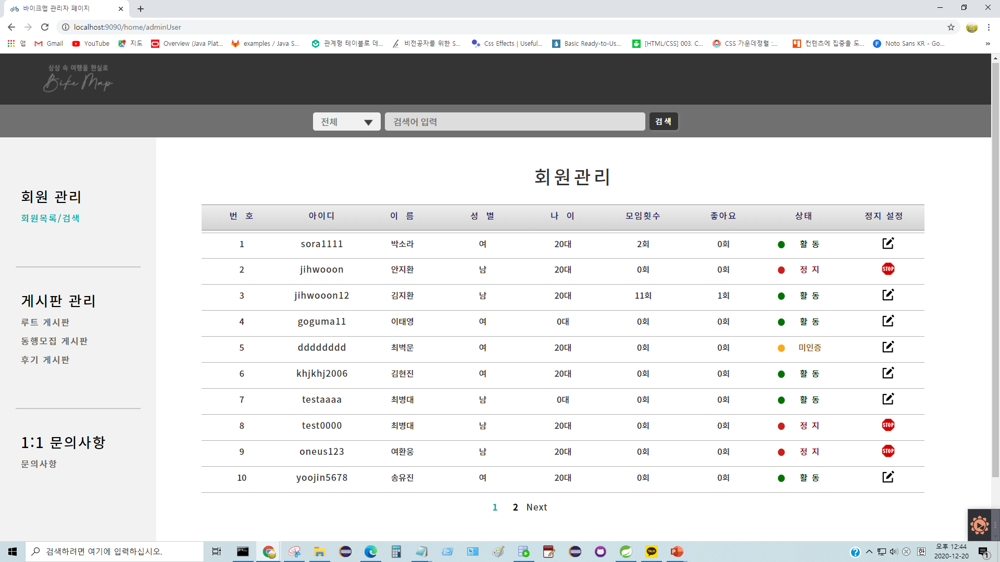 바이크맵 관리자 페이지
localhost:9090/home/adminUser
앱 Gmail YouTube 지도 Overview (Java Plat... examples / Java S... 관계형 테이블로 데... 비전공자를 위한 S... Css Effects | Useful... Basic Ready-to-Us... [HTML/CSS] 003. C... CSS 가운데정렬 :... 컨텐츠에 집중을 도... Noto Sans KR - Go... »
상상 속 여행을 현실로
Bike Map
전체 검색어 입력 검색
회원 관리
회원목록/검색
게시판 관리
루트 게시판
동행모집 게시판
후기 게시판
1:1 문의사항
문의사항
회원관리
번 호 아이디 이 름 성 별 나 이 모임횟수 좋아요 상태 정지 설정
1 sora1111 박소라 여 20대 2회 0회 활 동
2 jihwooon 안지환 남 20대 0회 0회 정 지 STOP
3 jihwooon12 김지환 남 20대 11회 1회 활 동
4 goguma11 이태영 여 0대 0회 0회 활 동
5 dddddddd 최벽문 여 20대 0회 0회 미인증
6 khjkhj2006 김현진 여 20대 0회 0회 활 동
7 testaaaa 최병대 남 0대 0회 0회 활 동
8 test0000 최병대 남 20대 0회 0회 정 지 STOP
9 oneus123 여환웅 남 20대 0회 0회 정 지 STOP
10 yoojin5678 송유진 여 20대 0회 0회 활 동
1 2 Next
검색하려면 여기에 입력하십시오.
TALK
P
한
오후 12:44
2020-12-20
1